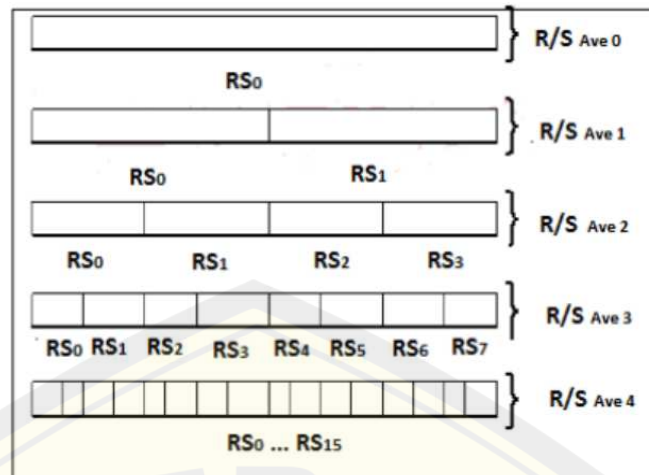 R/S Ave 0
RS0
R/S Ave 1
RS0 RS1
R/S Ave 2
RS0 RS1 RS2 RS3
R/S Ave 3
RS0 RS1 RS2 RS3 RS4 RS5 RS6 RS7
R/S Ave 4
RS0 ... RS15